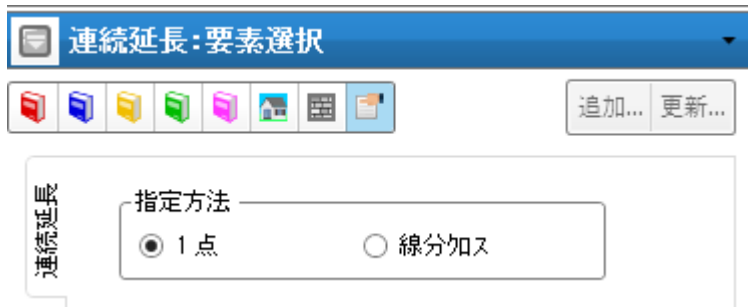 連続延長:要素選択
追加... 更新...
連続延長
指定方法
1 点 線分ｸﾛｽ